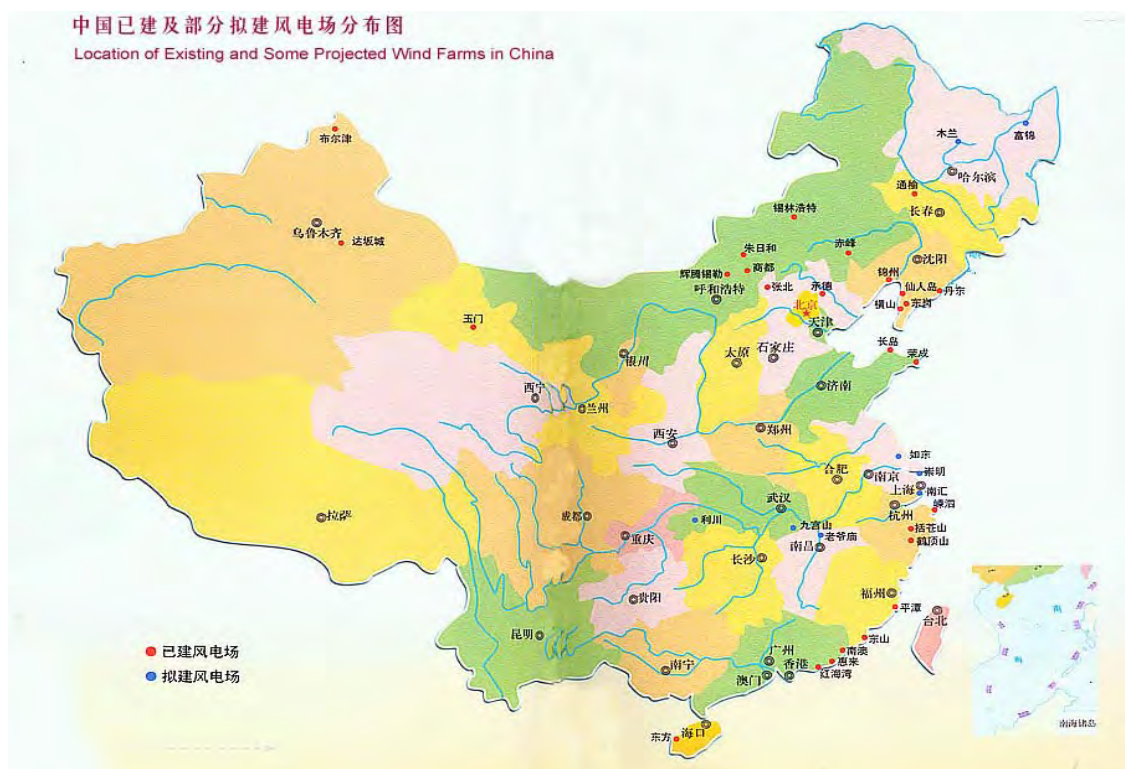 中国已建及部分拟建风电场分布图
Location of Existing and Some Projected Wind Farms in China
布尔津
木兰
富锦
哈尔滨
通榆
长春
乌鲁木齐
达坂城
锡林浩特
朱日和
赤峰
沈阳
辉腾锡勒
商都
锦州
仙人岛
丹东
呼和浩特
张北
承德
北京
横山
东岗
玉门
天津
长岛
荣成
银川
太原
石家庄
西宁
济南
兰州
西安
郑州
如东
合肥
南京
崇明
上海
南汇
拉萨
成都
武汉
杭州
嵊泗
利川
九宫山
括苍山
重庆
老爷庙
鹤顶山
南昌
长沙
贵阳
福州
平潭
台北
昆明
宗山
已建风电场
广州
南澳
南宁
香港
惠来
拟建风电场
澳门
红海湾
东方
海口
南海诸岛